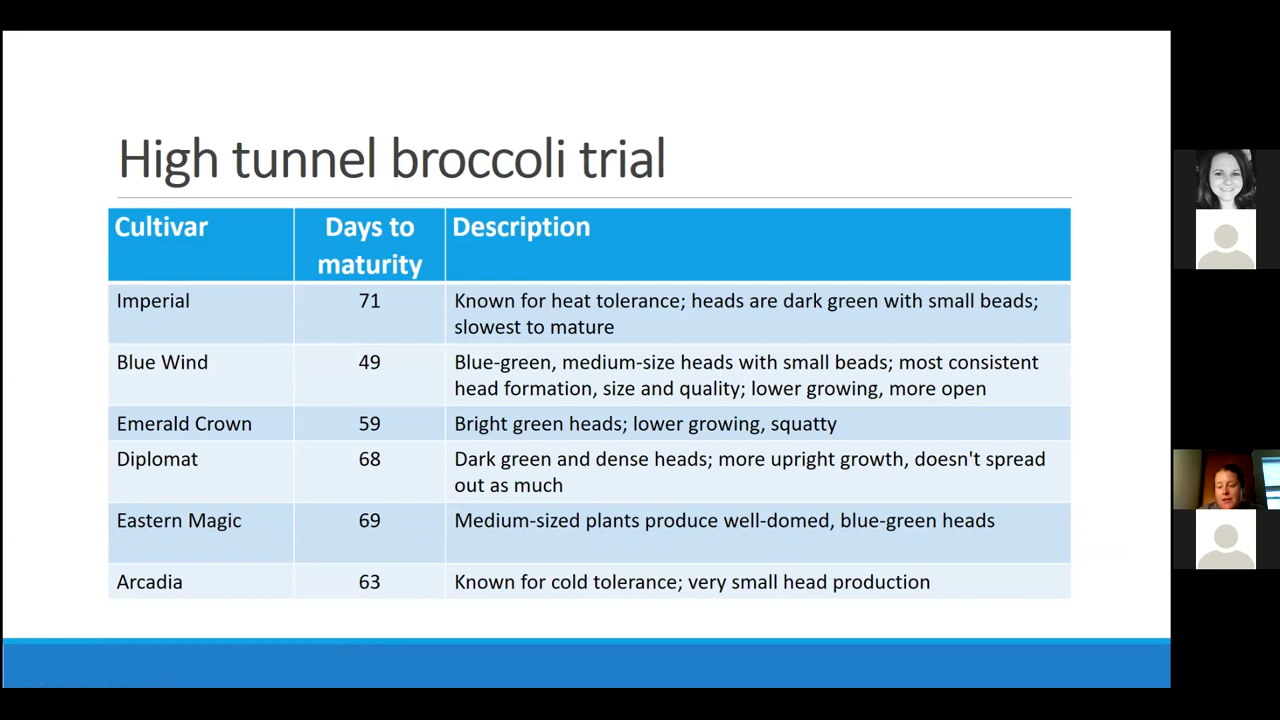 High tunnel broccoli trial
Cultivar
Days to
maturity
Description
Imperial
71
Known for heat tolerance; heads are dark green with small beads;
slowest to mature
Blue Wind
49
Blue-green, medium-size heads with small beads; most consistent
head formation, size and quality; lower growing, more open
Emerald Crown
59
Bright green heads; lower growing, squatty
Diplomat
68
Dark green and dense heads; more upright growth, doesn't spread
out as much
Eastern Magic
69
Medium-sized plants produce well-domed, blue-green heads
Arcadia
63
Known for cold tolerance; very small head production